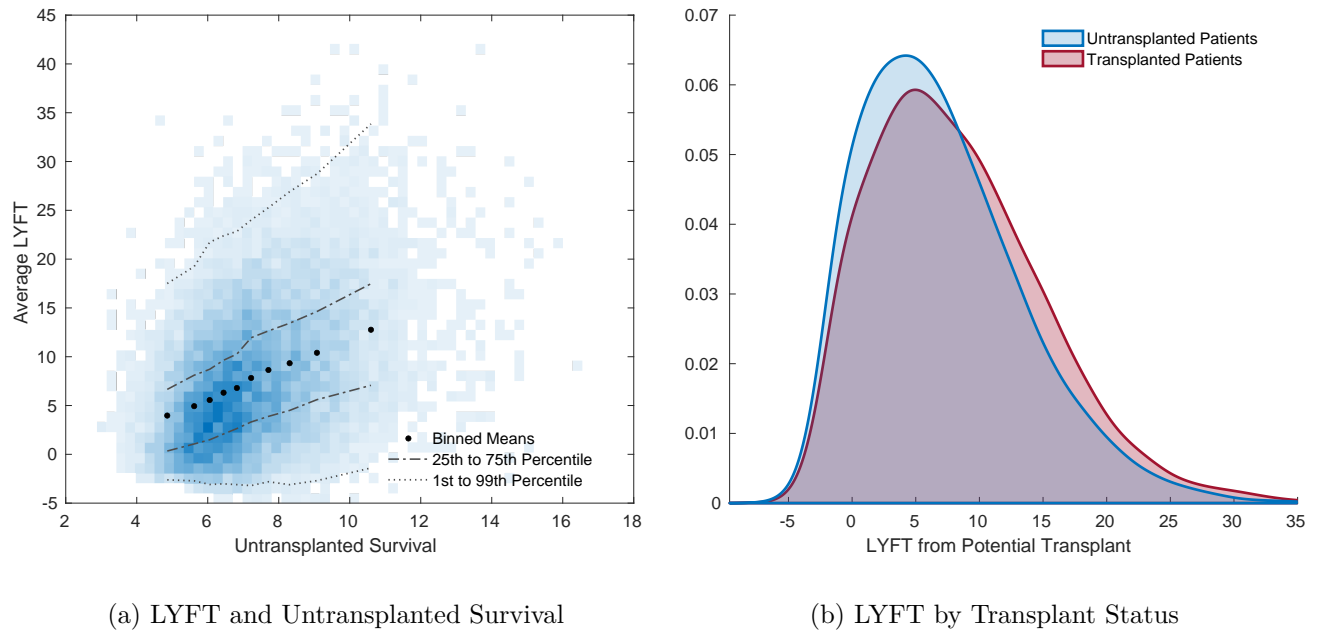 45
40
35
30
25
20
15
10
5
0
-5
Average LYFT
2 4 6 8 10 12 14 16 18
Untransplanted Survival
Binned Means
25th to 75th Percentile
1st to 99th Percentile
(a) LYFT and Untransplanted Survival
0.07
0.06
0.05
0.04
0.03
0.02
0.01
0
-5 0 5 10 15 20 25 30 35
LYFT from Potential Transplant
Untransplanted Patients
Transplanted Patients
(b) LYFT by Transplant Status